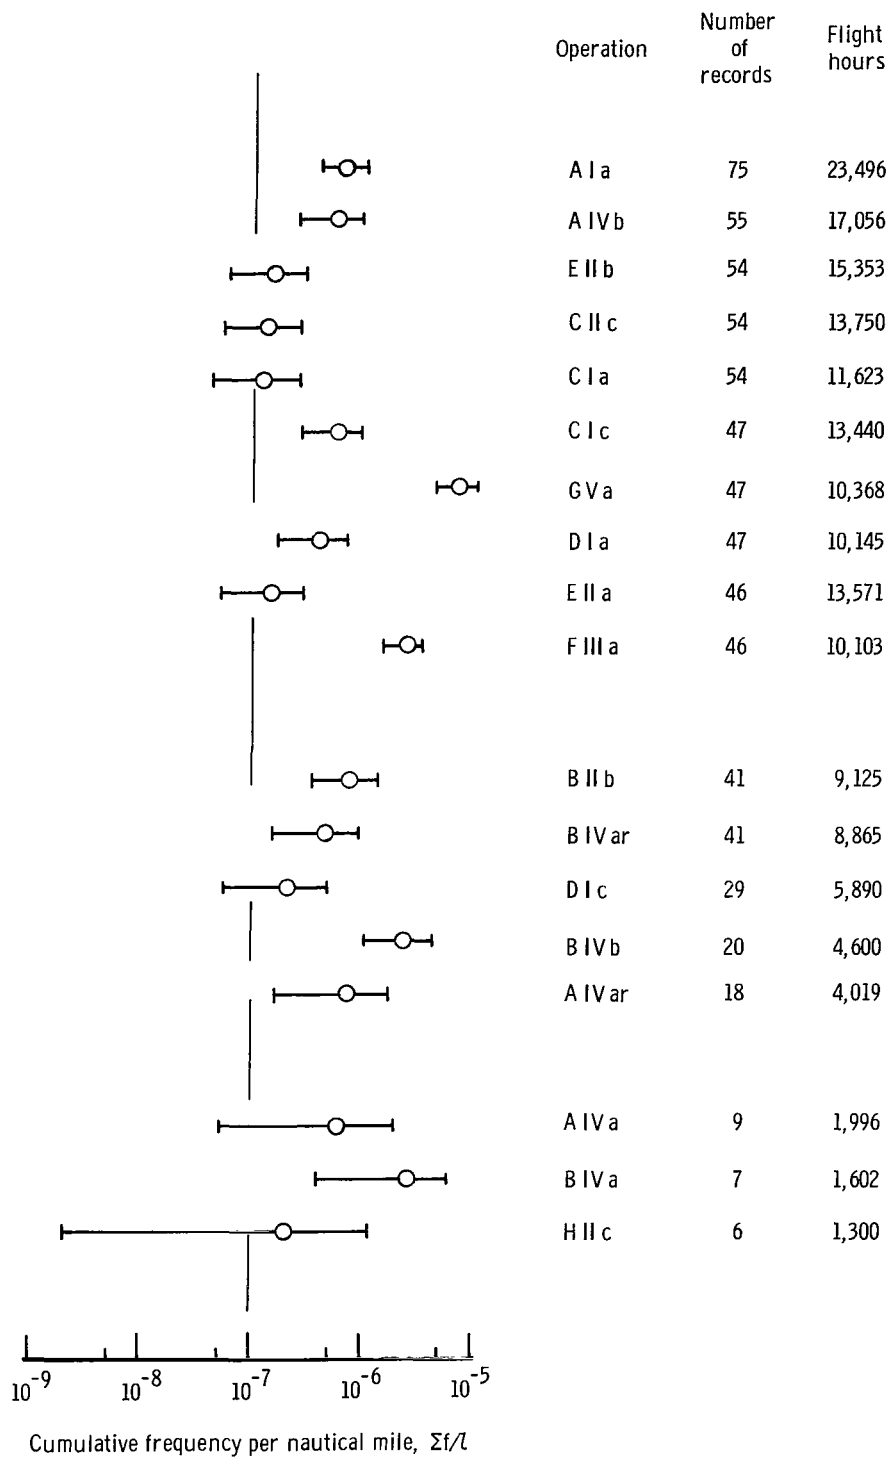 Operation Number of records Flight hours
A I a 75 23,496
A IV b 55 17,056
E II b 54 15,353
C II c 54 13,750
C I a 54 11,623
C I c 47 13,440
G V a 47 10,368
D I a 47 10,145
E II a 46 13,571
F III a 46 10,103
B II b 41 9,125
B IV ar 41 8,865
D I c 29 5,890
B IV b 20 4,600
A IV ar 18 4,019
A IV a 9 1,996
B IV a 7 1,602
H II c 6 1,300
10⁻⁹ 10⁻⁸ 10⁻⁷ 10⁻⁶ 10⁻⁵
Cumulative frequency per nautical mile, Σf/l